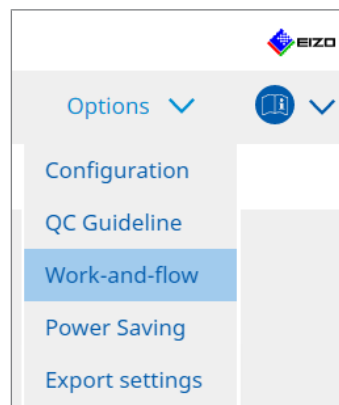 EIZO
Options
Configuration
QC Guideline
Work-and-flow
Power Saving
Export settings